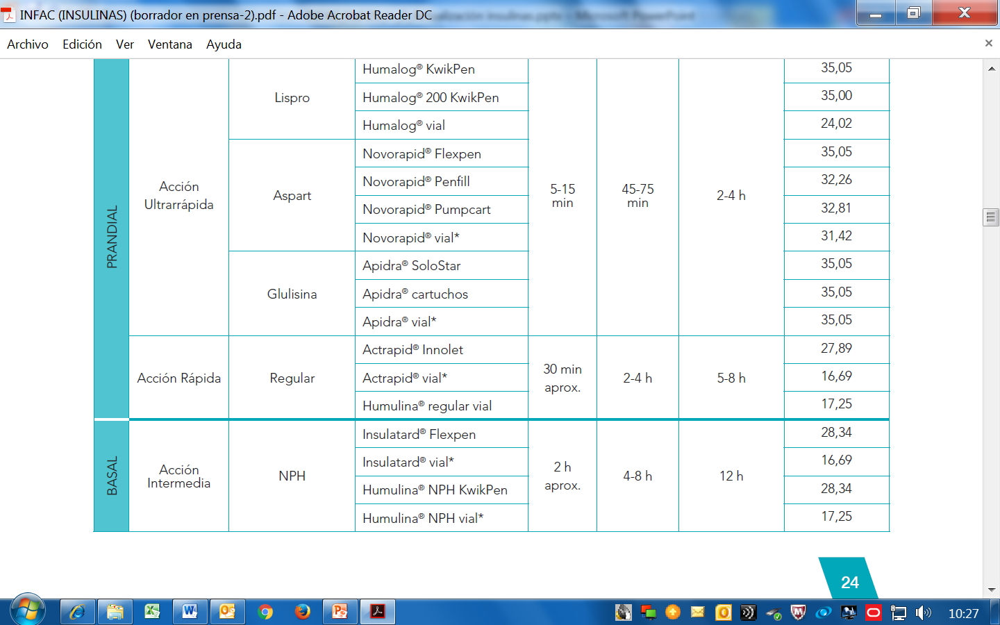 INFAC (INSULINAS) (borrador en prensa-2).pdf - Adobe Acrobat Reader DC
Archivo Edición Ver Ventana Ayuda
PRANDIAL
Acción
Ultrarrápida
Lispro
Humalog® KwikPen
35,05
Humalog® 200 KwikPen
35,00
Humalog® vial
24,02
Aspart
Novorapid® Flexpen
35,05
Novorapid® Penfill
32,26
Novorapid® Pumpcart
32,81
Novorapid® vial*
31,42
5-15
min
45-75
min
2-4 h
Glulisina
Apidra® SoloStar
35,05
Apidra® cartuchos
35,05
Apidra® vial*
35,05
Acción Rápida
Regular
Actrapid® Innolet
27,89
Actrapid® vial*
16,69
Humulina® regular vial
17,25
30 min
aprox.
2-4 h
5-8 h
BASAL
Acción
Intermedia
NPH
Insulatard® Flexpen
28,34
Insulatard® vial*
16,69
Humulina® NPH KwikPen
28,34
Humulina® NPH vial*
17,25
2 h
aprox.
4-8 h
12 h
24
10:27